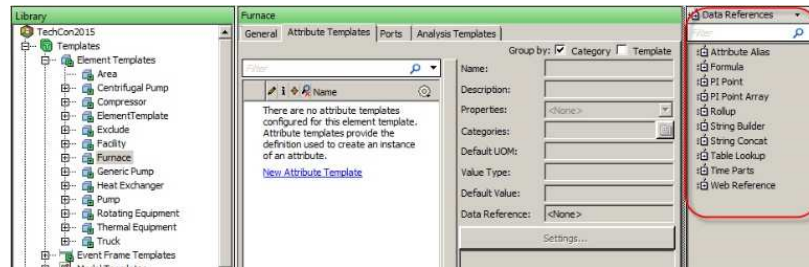 Library
TechCon2015
Templates
Element Templates
Area
Centrifugal Pump
Compressor
ElementTemplate
Exclude
Facility
Furnace
Generic Pump
Heat Exchanger
Pump
Rotating Equipment
Thermal Equipment
Truck
Event Frame Templates
Furnace
General Attribute Templates Ports Analysis Templates
Group by: Category Template
Filter
Name
There are no attribute templates
configured for this element template.
Attribute templates provide the
definition used to create an instance
of an attribute.
New Attribute Template
Name:
Description:
Properties: <None>
Categories:
Default UOM:
Value Type:
Default Value:
Data Reference: <None>
Settings...
Data References
Filter
Attribute Alias
Formula
PI Point
PI Point Array
Rollup
String Builder
String Concat
Table Lookup
Time Parts
Web Reference